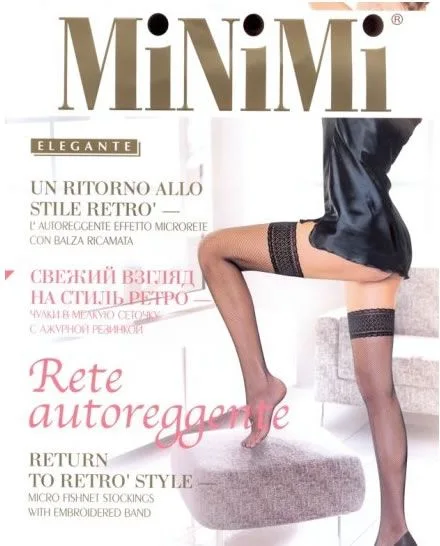 MiNiMi®
ELEGANTE
UN RITORNO ALLO
STILE RETRO' —
L' AUTOREGGENTE EFFETTO MICRORETE
CON BALZA RICAMATA
СВЕЖИЙ ВЗГЛЯД
НА СТИЛЬ РЕТРО —
ЧУЛКИ В МЕЛКУЮ СЕТОЧКУ
С АЖУРНОЙ РЕЗИНКОЙ
Rete
autoreggente
RETURN
TO RETRO' STYLE —
MICRO FISHNET STOCKINGS
WITH EMBROIDERED BAND